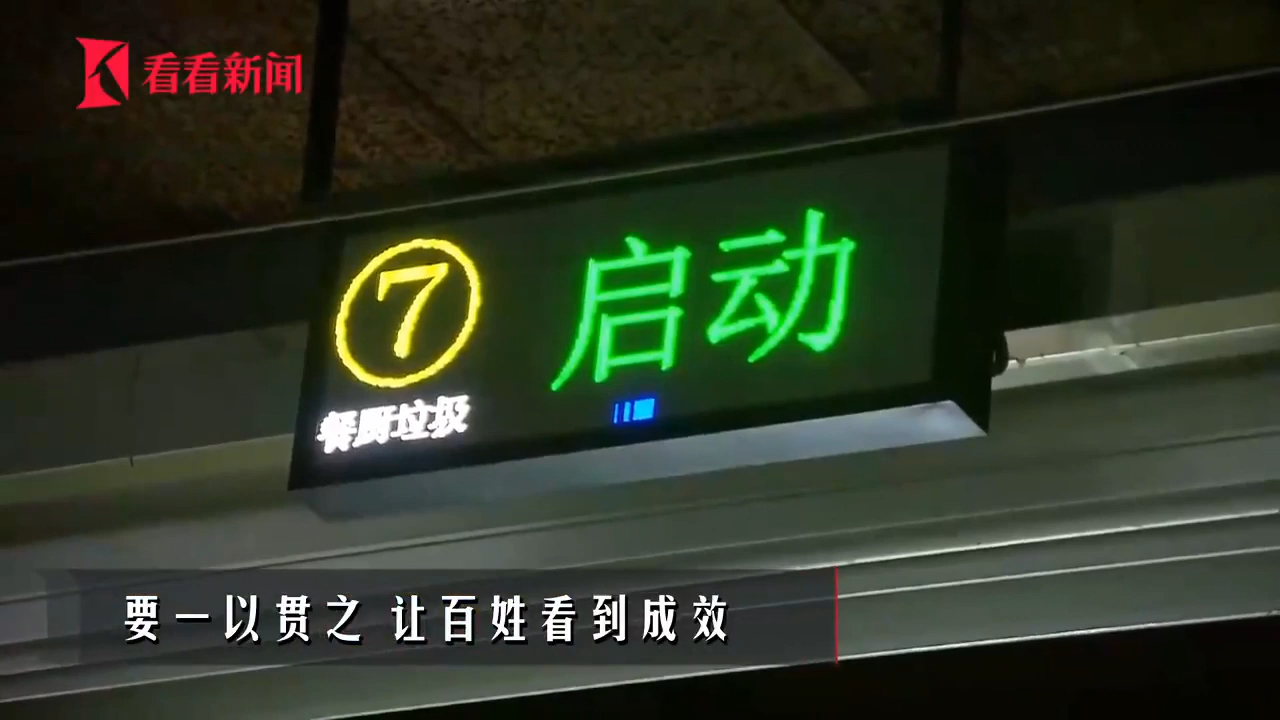 看看新闻
⑦
启动
餐厨垃圾
要一以贯之 让百姓看到成效